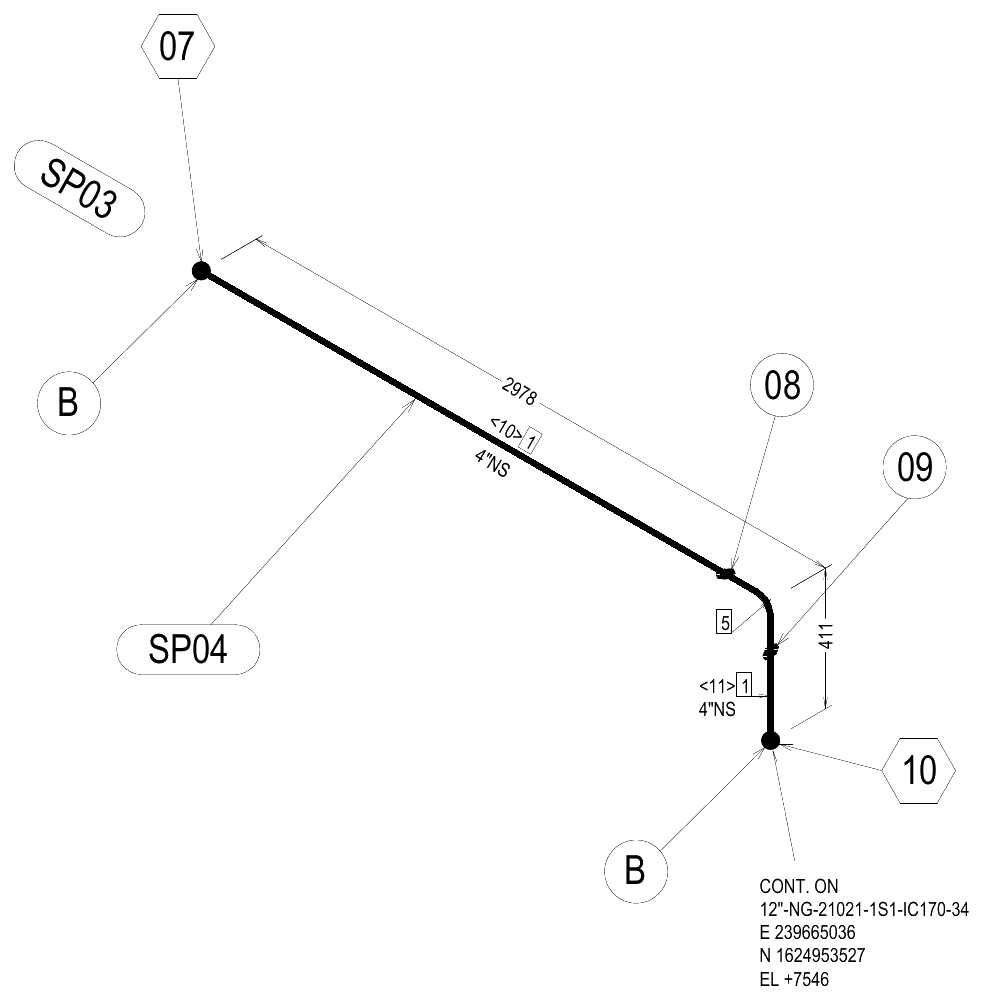 07
SP03
B
2978
08
<10> 1
4"NS
09
5
411
SP04
<11> 1
4"NS
10
B
CONT. ON
12"-NG-21021-1S1-IC170-34
E 239665036
N 1624953527
EL +7546